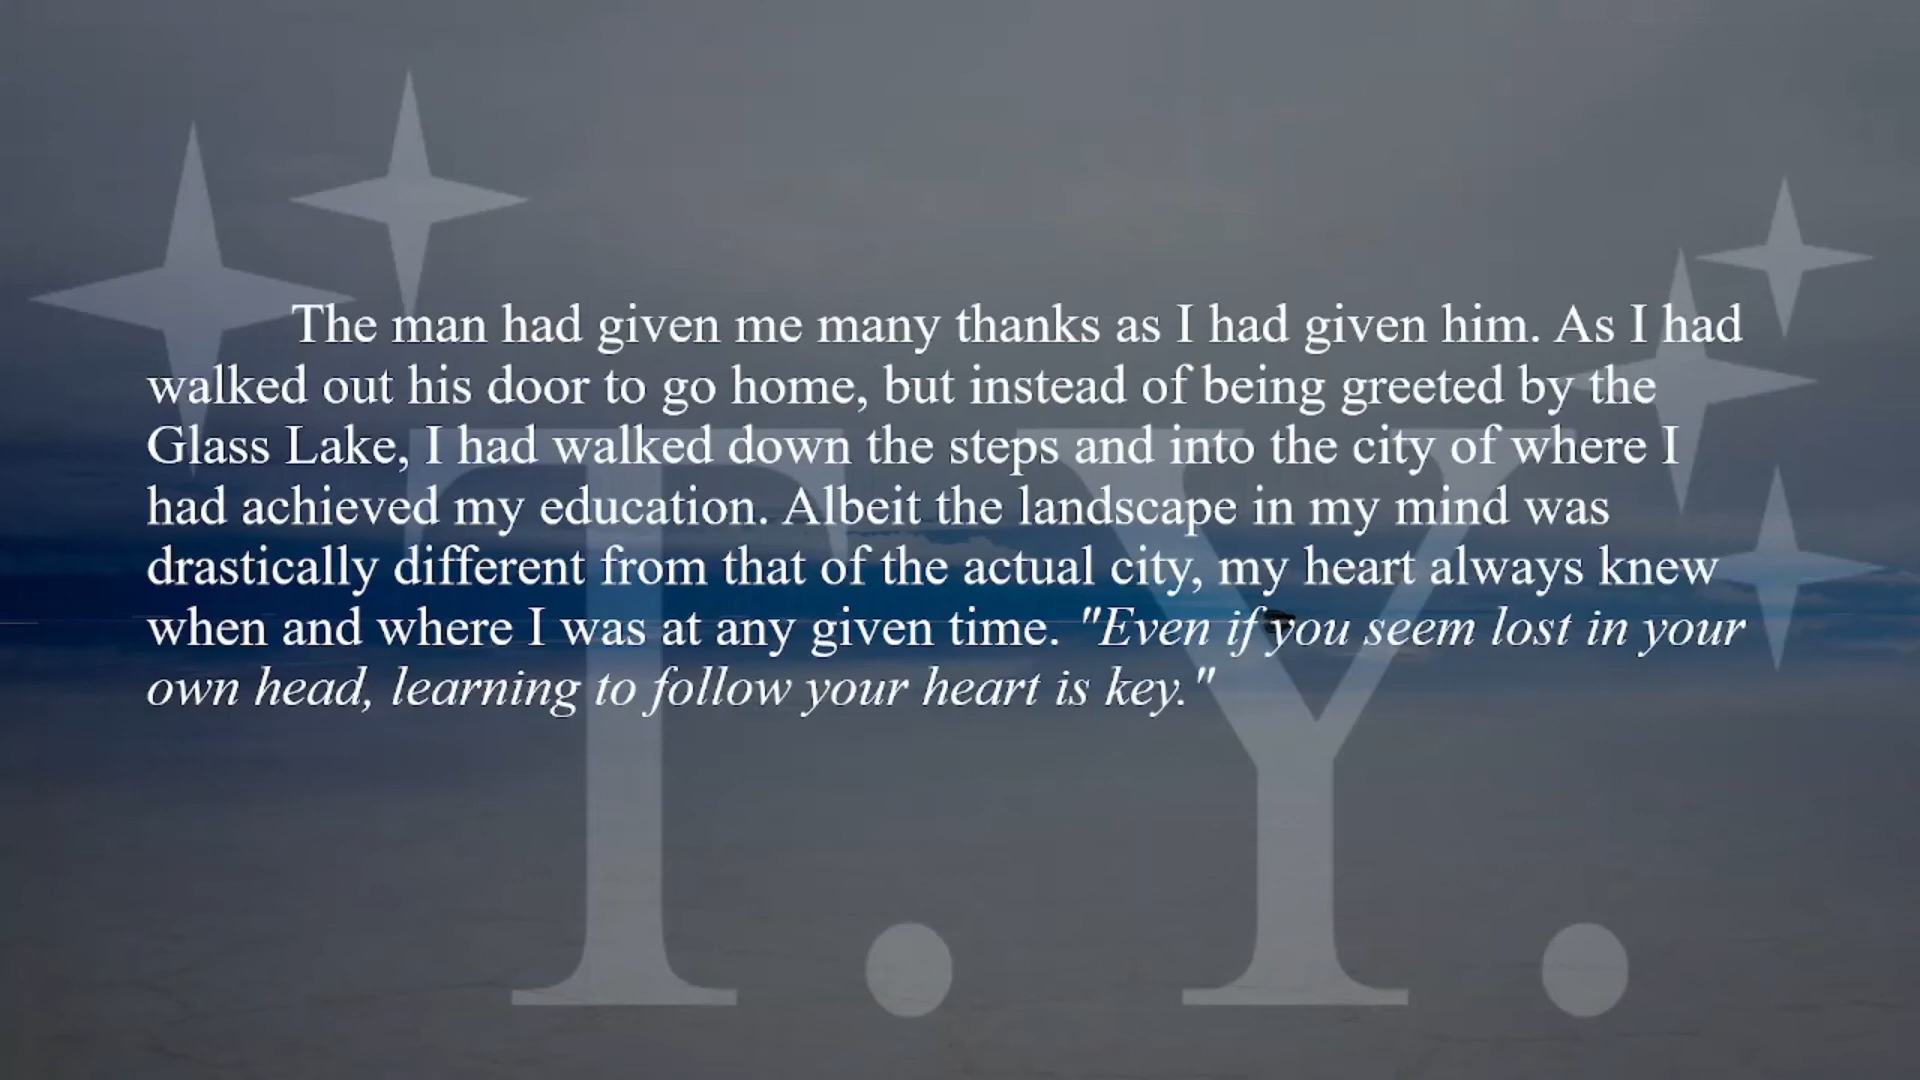 The man had given me many thanks as I had given him. As I had
walked out his door to go home, but instead of being greeted by the
Glass Lake, I had walked down the steps and into the city of where I
had achieved my education. Albeit the landscape in my mind was
drastically different from that of the actual city, my heart always knew
when and where I was at any given time. "Even if you seem lost in your
own head, learning to follow your heart is key."
T.Y.